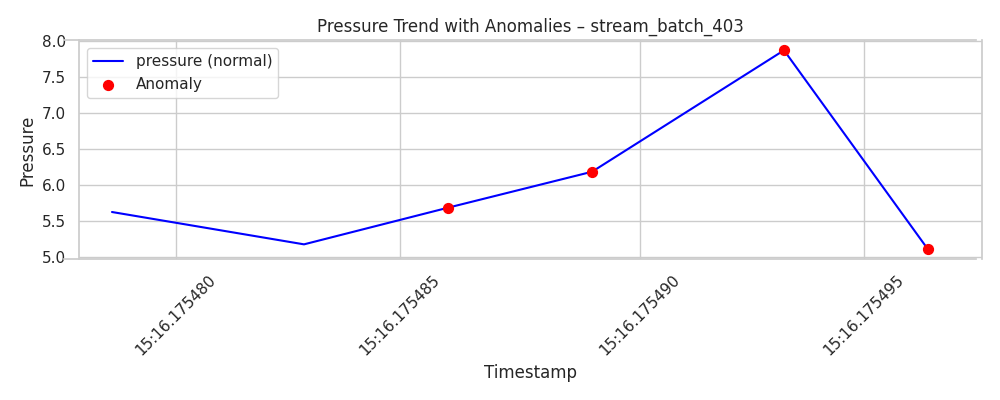 Pressure Trend with Anomalies – stream_batch_403
pressure (normal)
Anomaly
Pressure
8.0
7.5
7.0
6.5
6.0
5.5
5.0
15:16.175480
15:16.175485
15:16.175490
15:16.175495
Timestamp